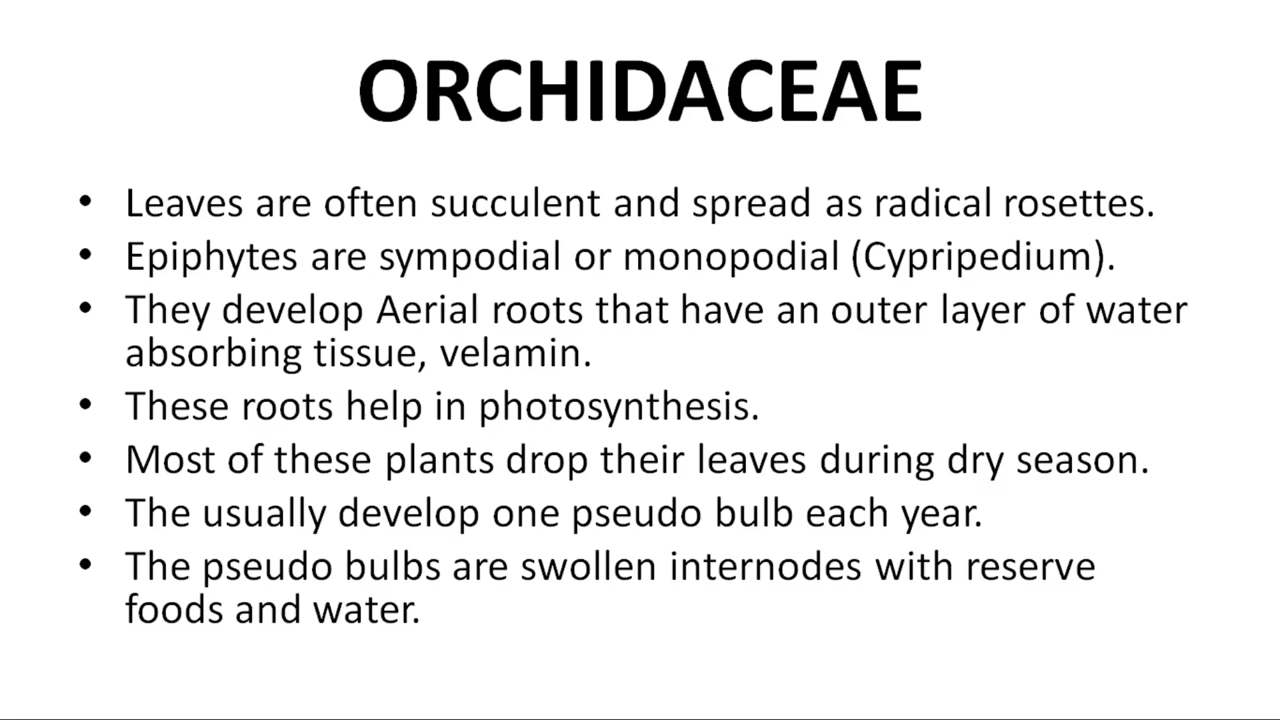 ORCHIDACEAE
• Leaves are often succulent and spread as radical rosettes.
• Epiphytes are sympodial or monopodial (Cypripedium).
• They develop Aerial roots that have an outer layer of water
absorbing tissue, velamin.
• These roots help in photosynthesis.
• Most of these plants drop their leaves during dry season.
• The usually develop one pseudo bulb each year.
• The pseudo bulbs are swollen internodes with reserve
foods and water.